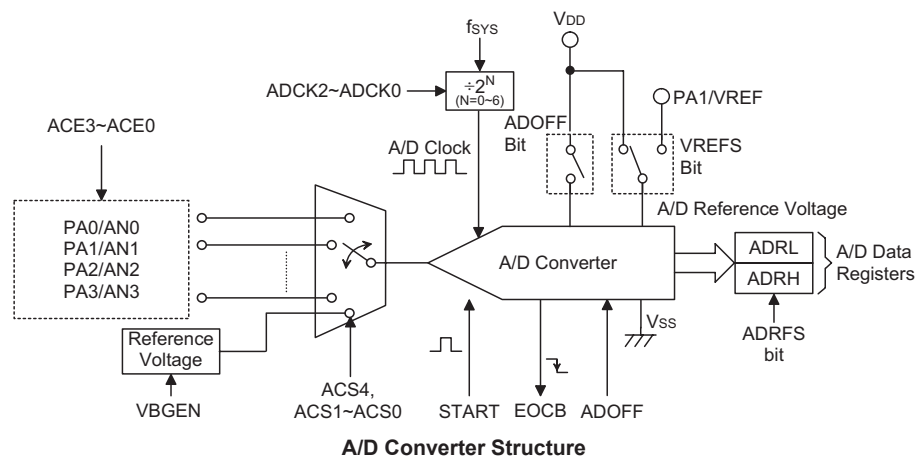 fSYS
VDD
ADCK2~ADCK0
÷2N
(N=0~6)
PA1/VREF
ACE3~ACE0
ADOFF
Bit
VREFS
Bit
A/D Clock
PA0/AN0
PA1/AN1
PA2/AN2
PA3/AN3
A/D Reference Voltage
A/D Converter
ADRL
ADRH
A/D Data
Registers
Reference
Voltage
VSS
ADRFS
bit
VBGEN
ACS4,
ACS1~ACS0
START
EOCB
ADOFF
A/D Converter Structure